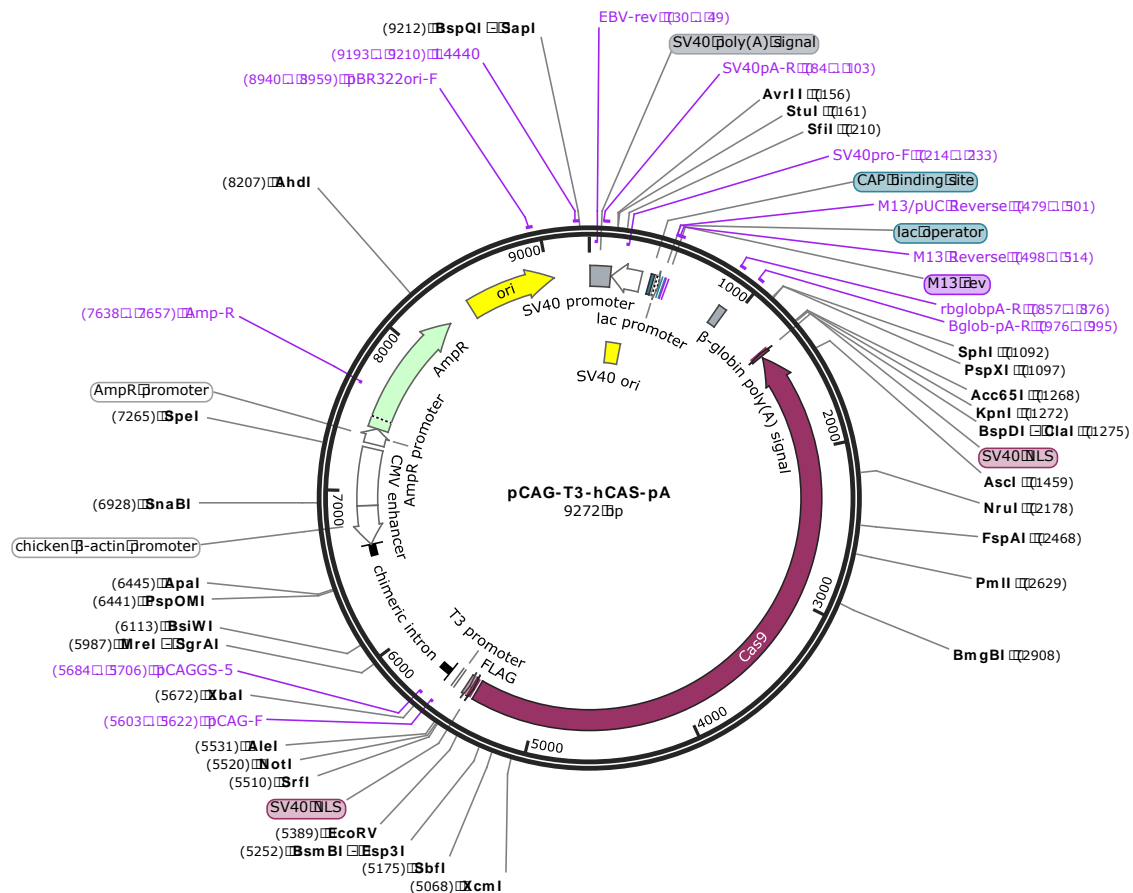 (9212) BspQI - SapI
(9193 .. 9210) L4440
(8940 .. 8959) pBR322ori-F
EBV-rev (30 .. 49)
SV40 poly(A) signal
SV40pA-R (84 .. 103)
AvrII (156)
StuI (161)
SfiI (210)
SV40pro-F (214 .. 233)
CAP binding site
M13/pUC Reverse (479 .. 501)
lac operator
M13 Reverse (498 .. 514)
M13 rev
rbglobpA-R (857 .. 876)
Bglob-pA-R (976 .. 995)
SphI (1092)
PspXI (1097)
Acc65I (1268)
KpnI (1272)
BspDI - ClaI (1275)
SV40 NLS
AscI (1459)
NruI (2178)
FspAI (2468)
PmlI (2629)
BmgBI (2908)
(8207) AhdI
(7638 .. 7657) Amp-R
AmpR promoter
(7265) SpeI
(6928) SnaBI
chicken β-actin promoter
(6445) ApaI
(6441) PspOMI
(6113) BsiWI
(5987) MreI - SgrAI
(5684 .. 5706) pCAGGS-5
(5672) XbaI
(5603 .. 5622) pCAG-F
(5531) AleI
(5520) NotI
(5510) SrfI
SV40 NLS
(5389) EcoRV
(5252) BsmBI - Esp3I
(5175) SbfI
(5068) XcmI
1000
2000
3000
4000
5000
6000
7000
8000
9000
ori
SV40 promoter
lac promoter
SV40 ori
β-globin poly(A) signal
AmpR
AmpR promoter
CMV enhancer
chimeric intron
T3 promoter
FLAG
Cas9
pCAG-T3-hCAS-pA
9272 bp